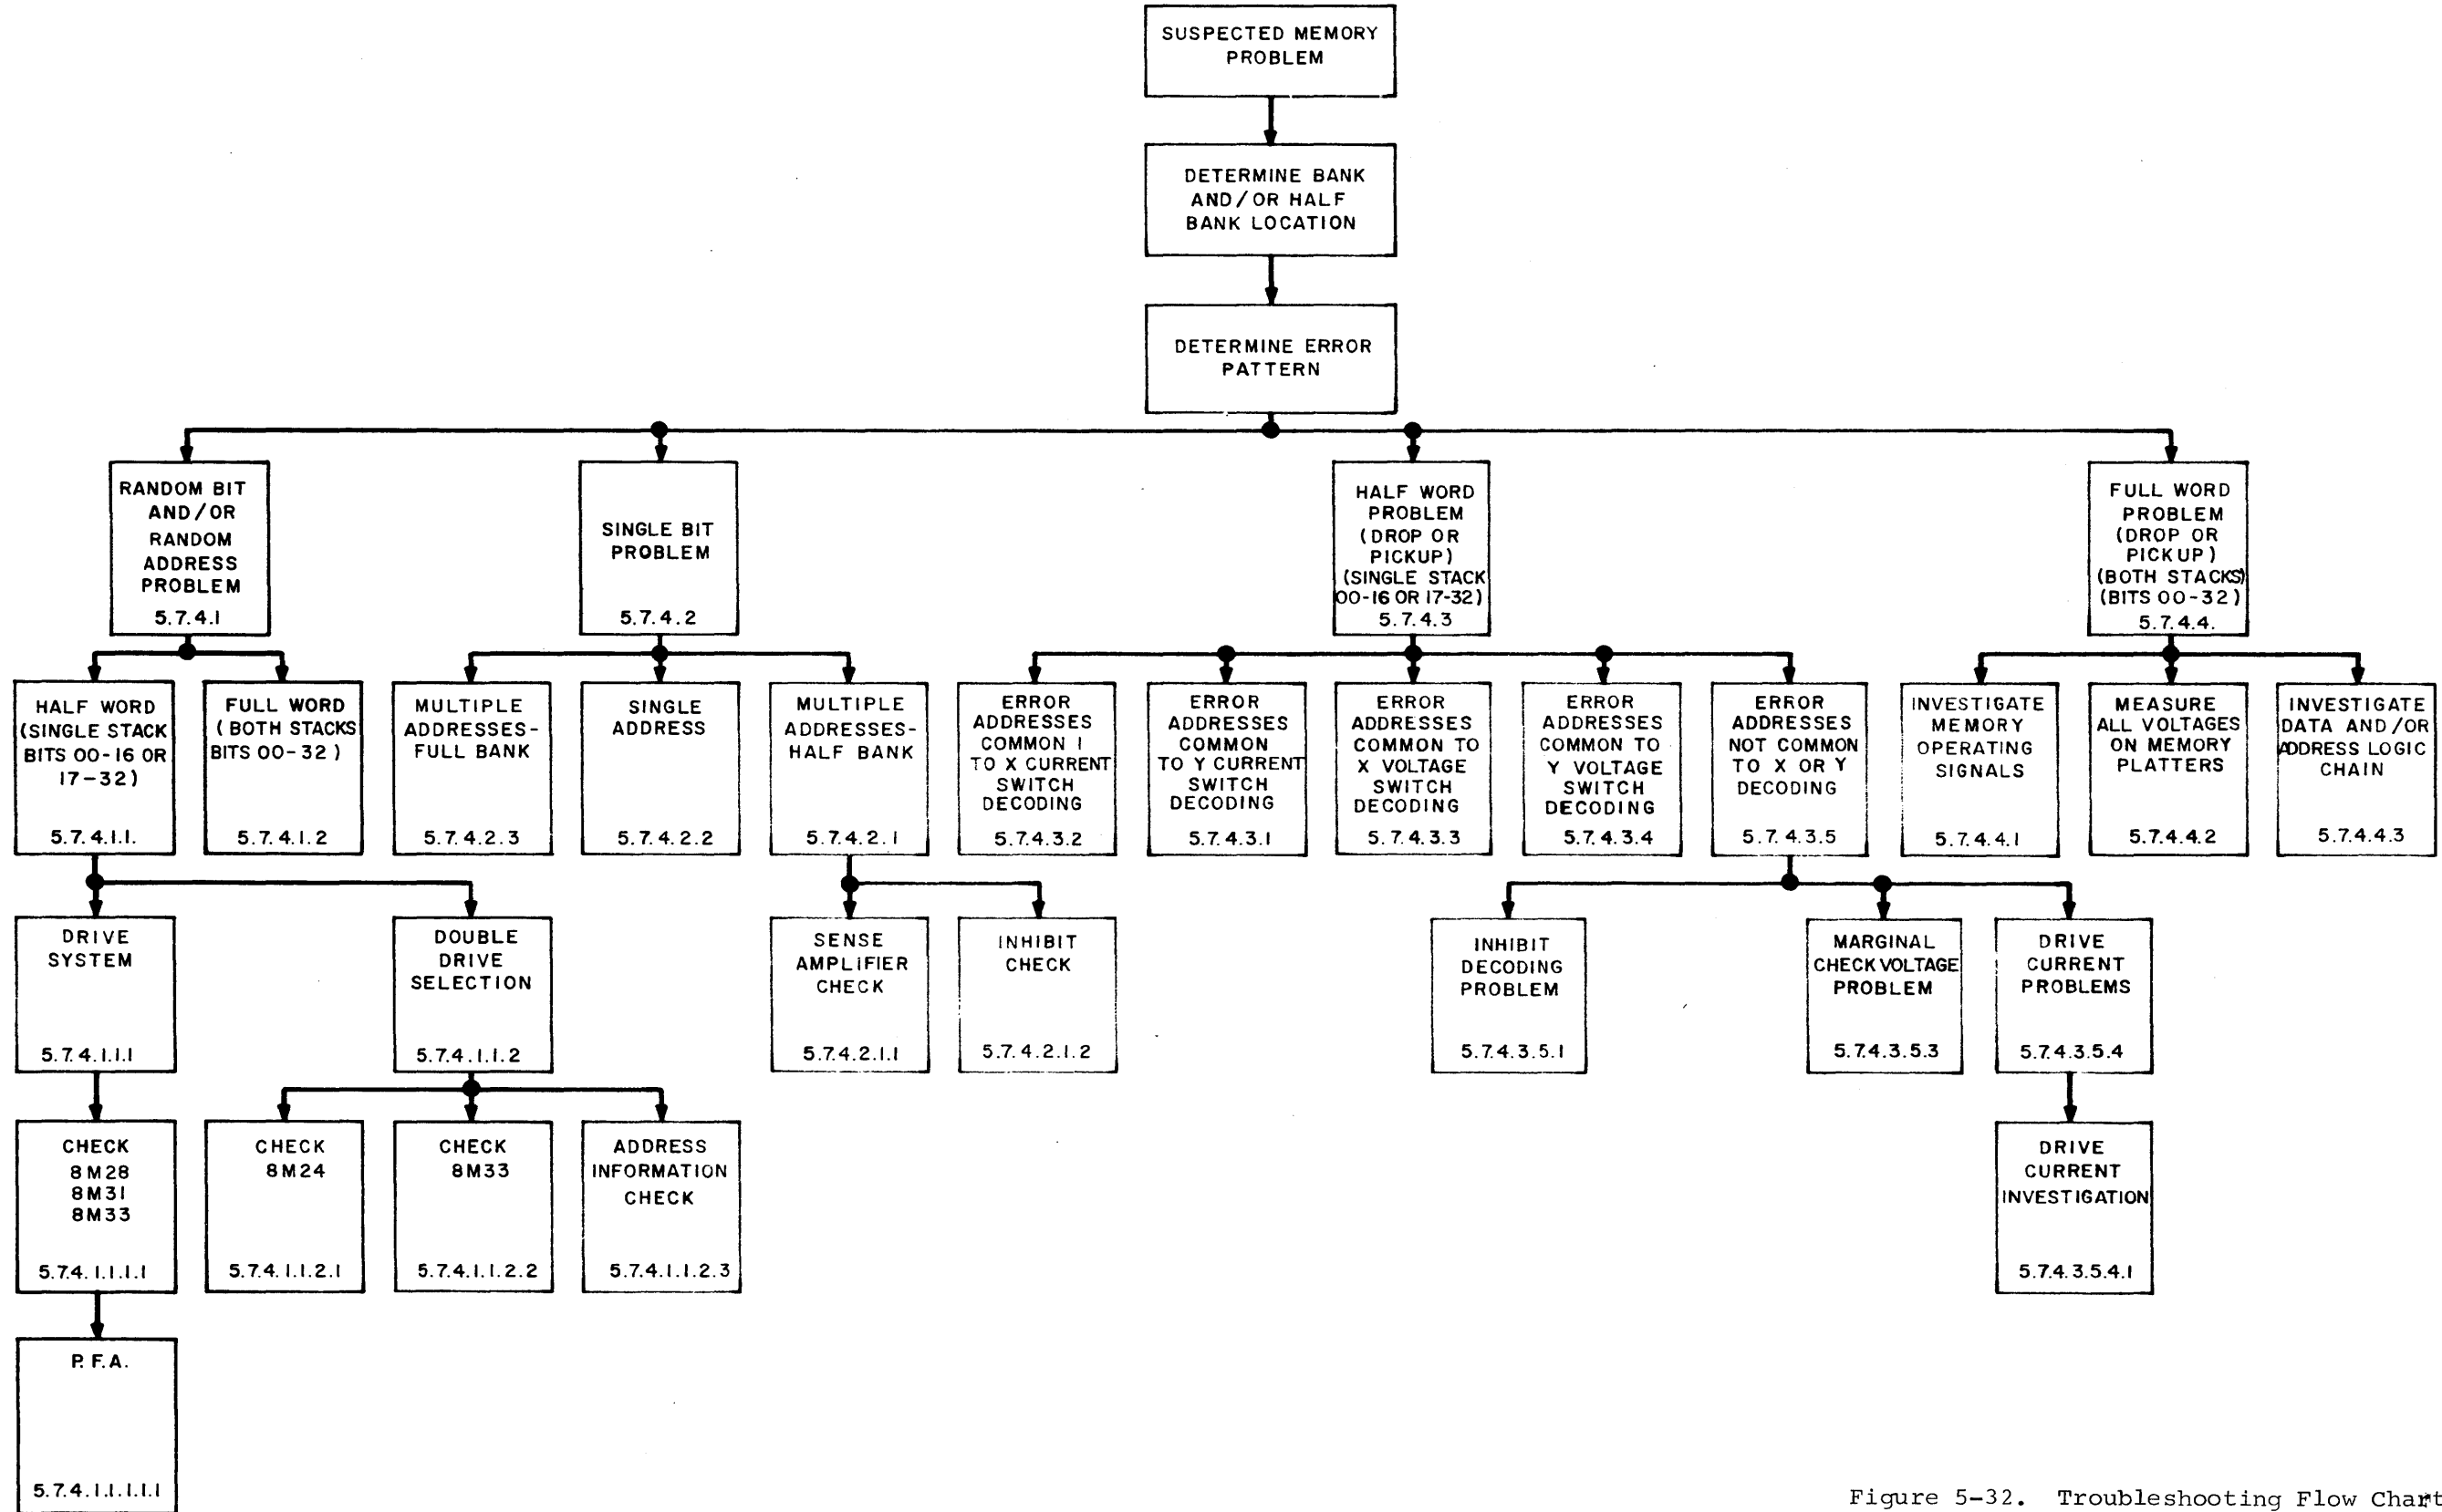 SUSPECTED MEMORY
PROBLEM
DETERMINE BANK
AND/OR HALF
BANK LOCATION
DETERMINE ERROR
PATTERN
RANDOM BIT
AND/OR
RANDOM
ADDRESS
PROBLEM
5.7.4.1
SINGLE BIT
PROBLEM
5.7.4.2
HALF WORD
PROBLEM
(DROP OR
PICKUP)
(SINGLE STACK
00-16 OR 17-32)
5.7.4.3
FULL WORD
PROBLEM
(DROP OR
PICKUP)
(BOTH STACKS)
(BITS 00-32)
5.7.4.4.
HALF WORD
(SINGLE STACK
BITS 00-16 OR
17-32)
5.7.4.1.1.
FULL WORD
(BOTH STACKS
BITS 00-32)
5.7.4.1.2
MULTIPLE
ADDRESSES-
FULL BANK
5.7.4.2.3
SINGLE
ADDRESS
5.7.4.2.2
MULTIPLE
ADDRESSES-
HALF BANK
5.7.4.2.1
ERROR
ADDRESSES
COMMON 1
TO X CURRENT
SWITCH
DECODING
5.7.4.3.2
ERROR
ADDRESSES
COMMON
TO Y CURRENT
SWITCH
DECODING
5.7.4.3.1
ERROR
ADDRESSES
COMMON TO
X VOLTAGE
SWITCH
DECODING
5.7.4.3.3
ERROR
ADDRESSES
COMMON TO
Y VOLTAGE
SWITCH
DECODING
5.7.4.3.4
ERROR
ADDRESSES
NOT COMMON
TO X OR Y
DECODING
5.7.4.3.5
INVESTIGATE
MEMORY
OPERATING
SIGNALS
5.7.4.4.1
MEASURE
ALL VOLTAGES
ON MEMORY
PLATTERS
5.7.4.4.2
INVESTIGATE
DATA AND/OR
ADDRESS LOGIC
CHAIN
5.7.4.4.3
DRIVE
SYSTEM
5.7.4.1.1.1
DOUBLE
DRIVE
SELECTION
5.7.4.1.1.2
SENSE
AMPLIFIER
CHECK
5.7.4.2.1.1
INHIBIT
CHECK
5.7.4.2.1.2
INHIBIT
DECODING
PROBLEM
5.7.4.3.5.1
MARGINAL
CHECK VOLTAGE
PROBLEM
5.7.4.3.5.3
DRIVE
CURRENT
PROBLEMS
5.7.4.3.5.4
CHECK
8M28
8M31
8M33
5.7.4.1.1.1.1
CHECK
8M24
5.7.4.1.1.2.1
CHECK
8M33
5.7.4.1.1.2.2
ADDRESS
INFORMATION
CHECK
5.7.4.1.1.2.3
DRIVE
CURRENT
INVESTIGATION
5.7.4.3.5.4.1
P.F.A.
5.7.4.1.1.1.1.1
Figure 5-32. Troubleshooting Flow Chart